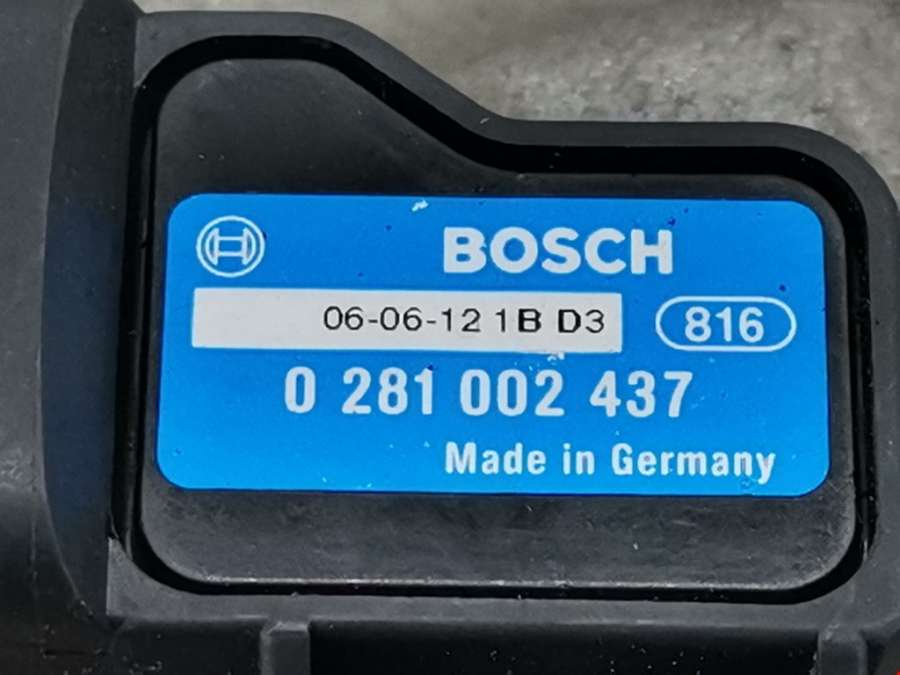 BOSCH
06-06-12 1B D3
816
0 281 002 437
Made in Germany